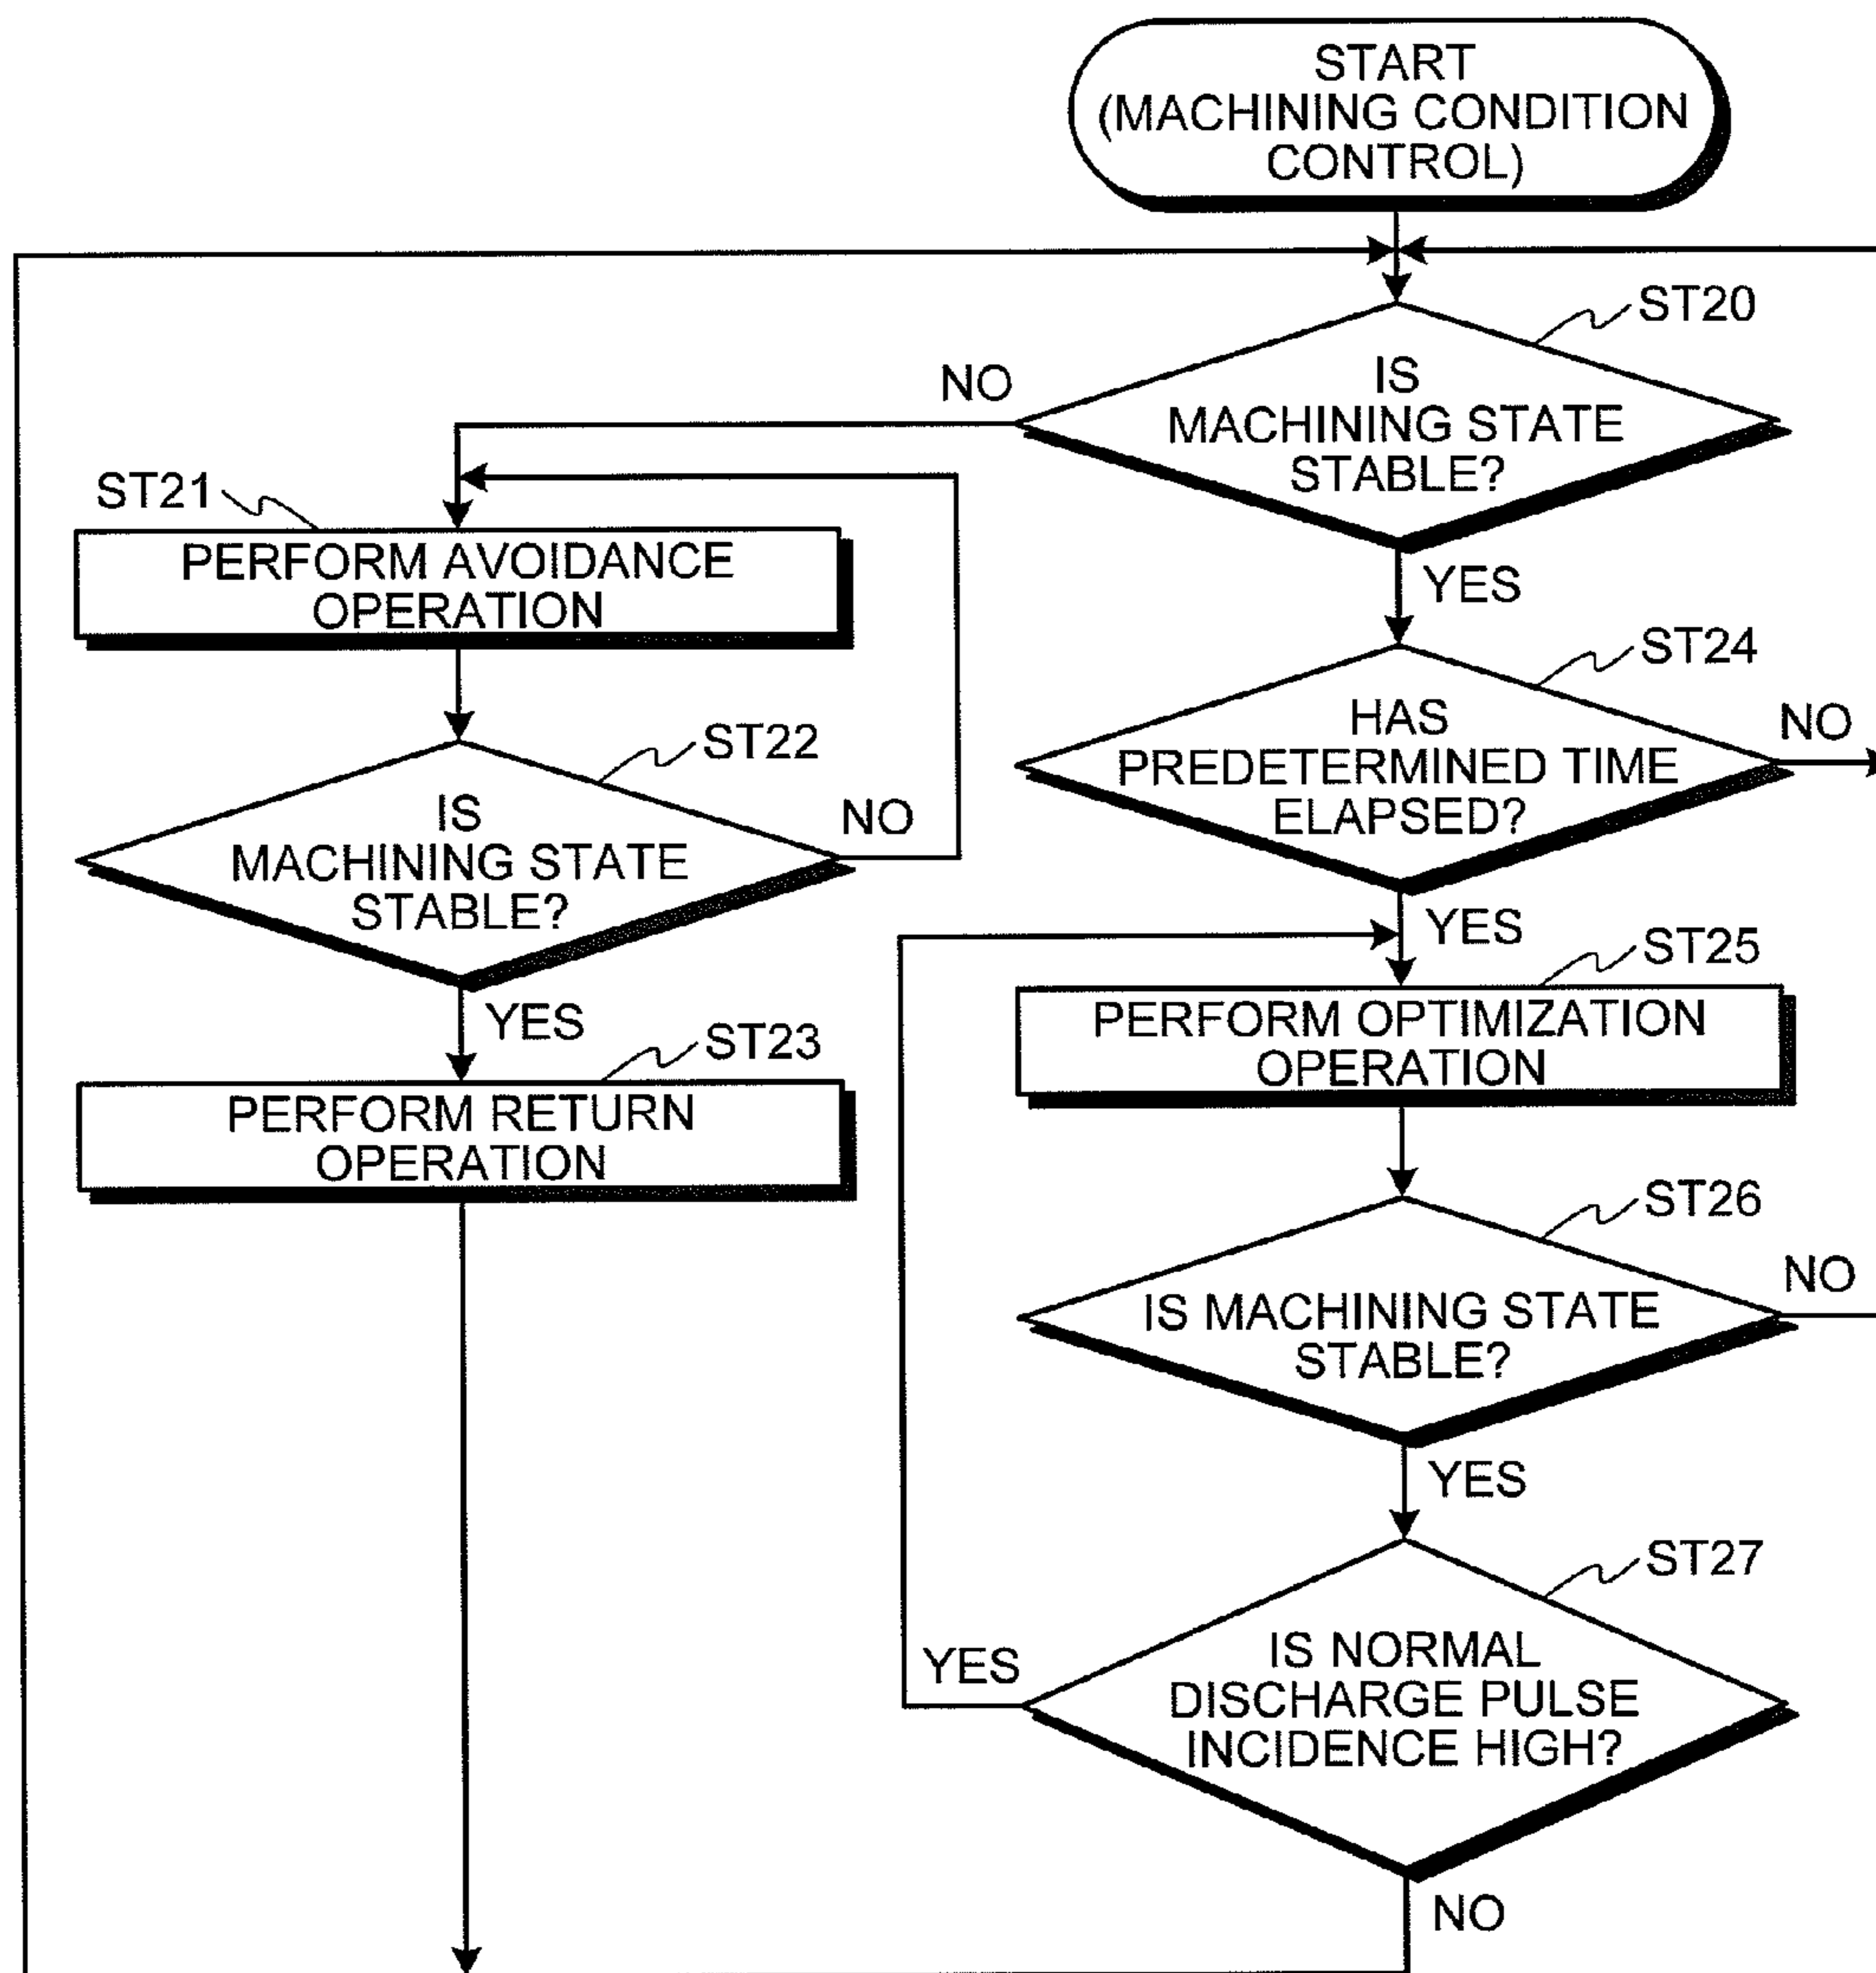 START
(MACHINING CONDITION
CONTROL)
ST20
IS
MACHINING STATE
STABLE?
NO
YES
ST21
PERFORM AVOIDANCE
OPERATION
ST22
IS
MACHINING STATE
STABLE?
NO
YES
ST23
PERFORM RETURN
OPERATION
ST24
HAS
PREDETERMINED TIME
ELAPSED?
NO
YES
ST25
PERFORM OPTIMIZATION
OPERATION
ST26
IS MACHINING STATE
STABLE?
NO
YES
ST27
IS NORMAL
DISCHARGE PULSE
INCIDENCE HIGH?
YES
NO